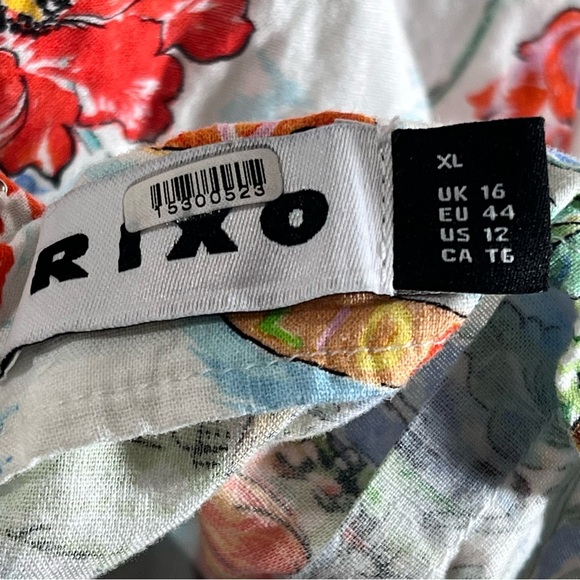 15300523
RIXO
XL
UK 16
EU 44
US 12
CA T6